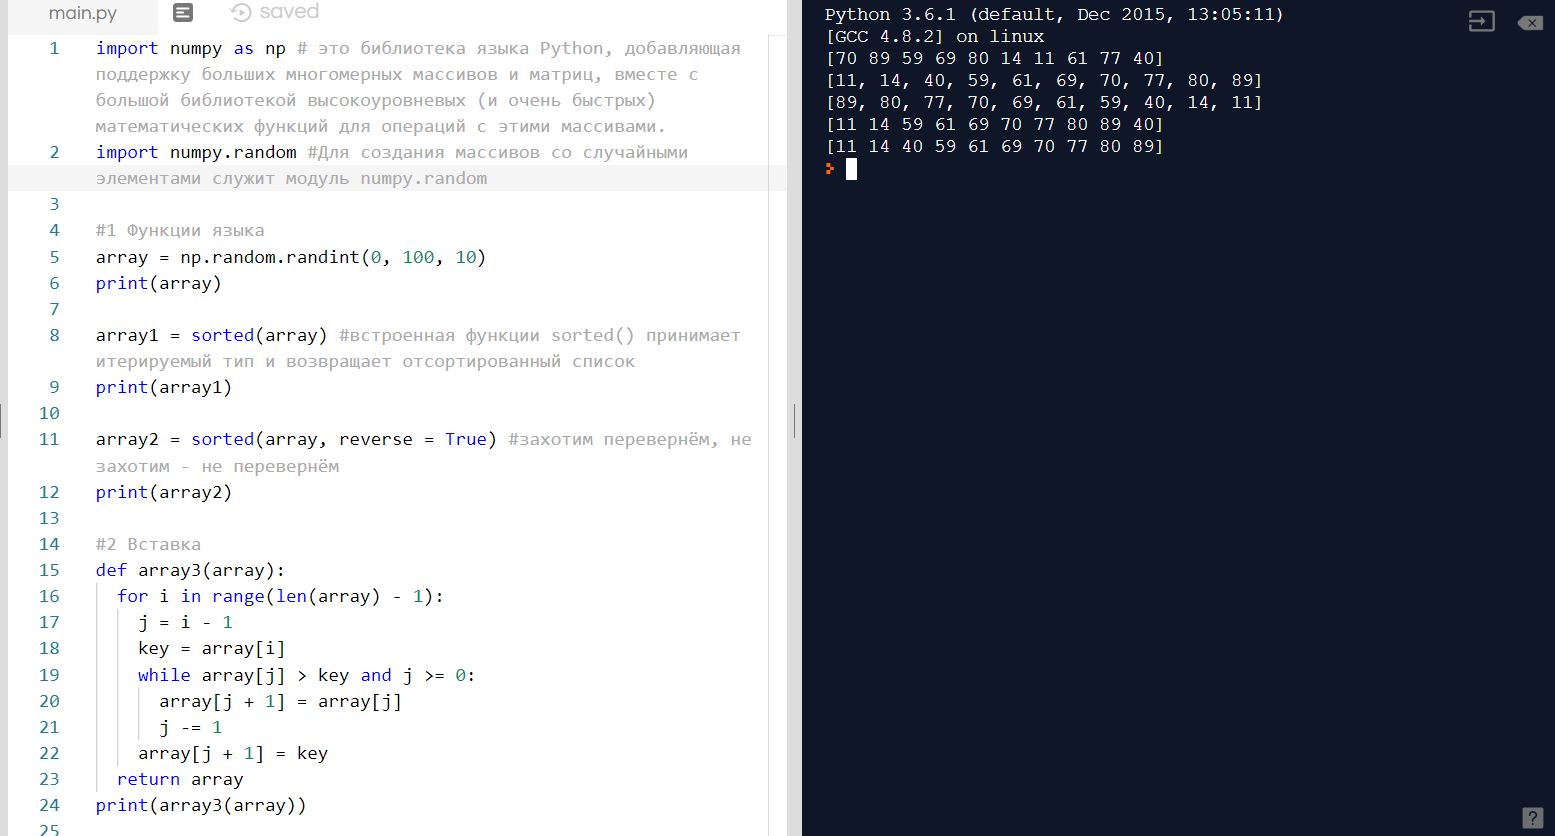 main.py saved
1 import numpy as np # это библиотека языка Python, добавляющая
поддержку больших многомерных массивов и матриц, вместе с
большой библиотекой высокоуровневых (и очень быстрых)
математических функций для операций с этими массивами.
2 import numpy.random #Для создания массивов со случайными
элементами служит модуль numpy.random
3
4 #1 Функции языка
5 array = np.random.randint(0, 100, 10)
6 print(array)
7
8 array1 = sorted(array) #встроенная функции sorted() принимает
итерируемый тип и возвращает отсортированный список
9 print(array1)
10
11 array2 = sorted(array, reverse = True) #захотим перевернём, не
захотим - не перевернём
12 print(array2)
13
14 #2 Вставка
15 def array3(array):
16 for i in range(len(array) - 1):
17 j = i - 1
18 key = array[i]
19 while array[j] > key and j >= 0:
20 array[j + 1] = array[j]
21 j -= 1
22 array[j + 1] = key
23 return array
24 print(array3(array))
25
Python 3.6.1 (default, Dec 2015, 13:05:11)
[GCC 4.8.2] on linux
[70 89 59 69 80 14 11 61 77 40]
[11, 14, 40, 59, 61, 69, 70, 77, 80, 89]
[89, 80, 77, 70, 69, 61, 59, 40, 14, 11]
[11 14 59 61 69 70 77 80 89 40]
[11 14 40 59 61 69 70 77 80 89]
>
?